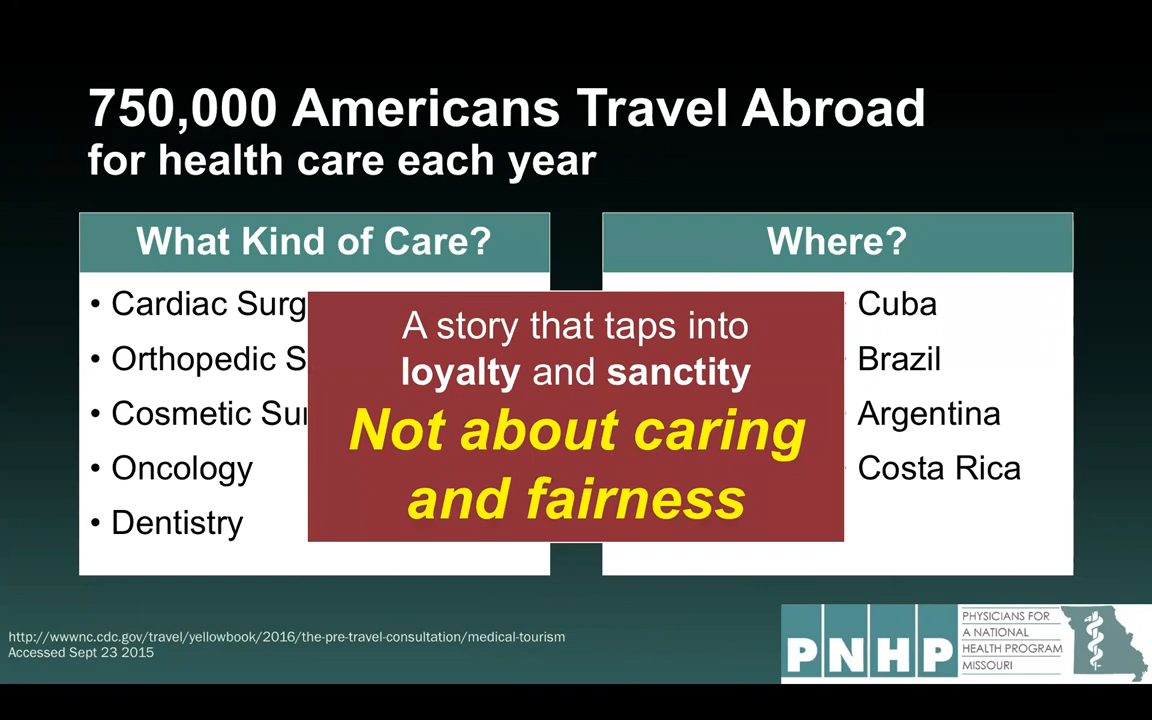 750,000 Americans Travel Abroad
for health care each year
What Kind of Care?
• Cardiac Surg
• Orthopedic S
• Cosmetic Sur
• Oncology
• Dentistry
Where?
Cuba
Brazil
Argentina
Costa Rica
A story that taps into
loyalty and sanctity
Not about caring
and fairness
http://wwwnc.cdc.gov/travel/yellowbook/2016/the-pre-travel-consultation/medical-tourism
Accessed Sept 23 2015
PNHP
PHYSICIANS FOR
A NATIONAL
HEALTH PROGRAM
MISSOURI